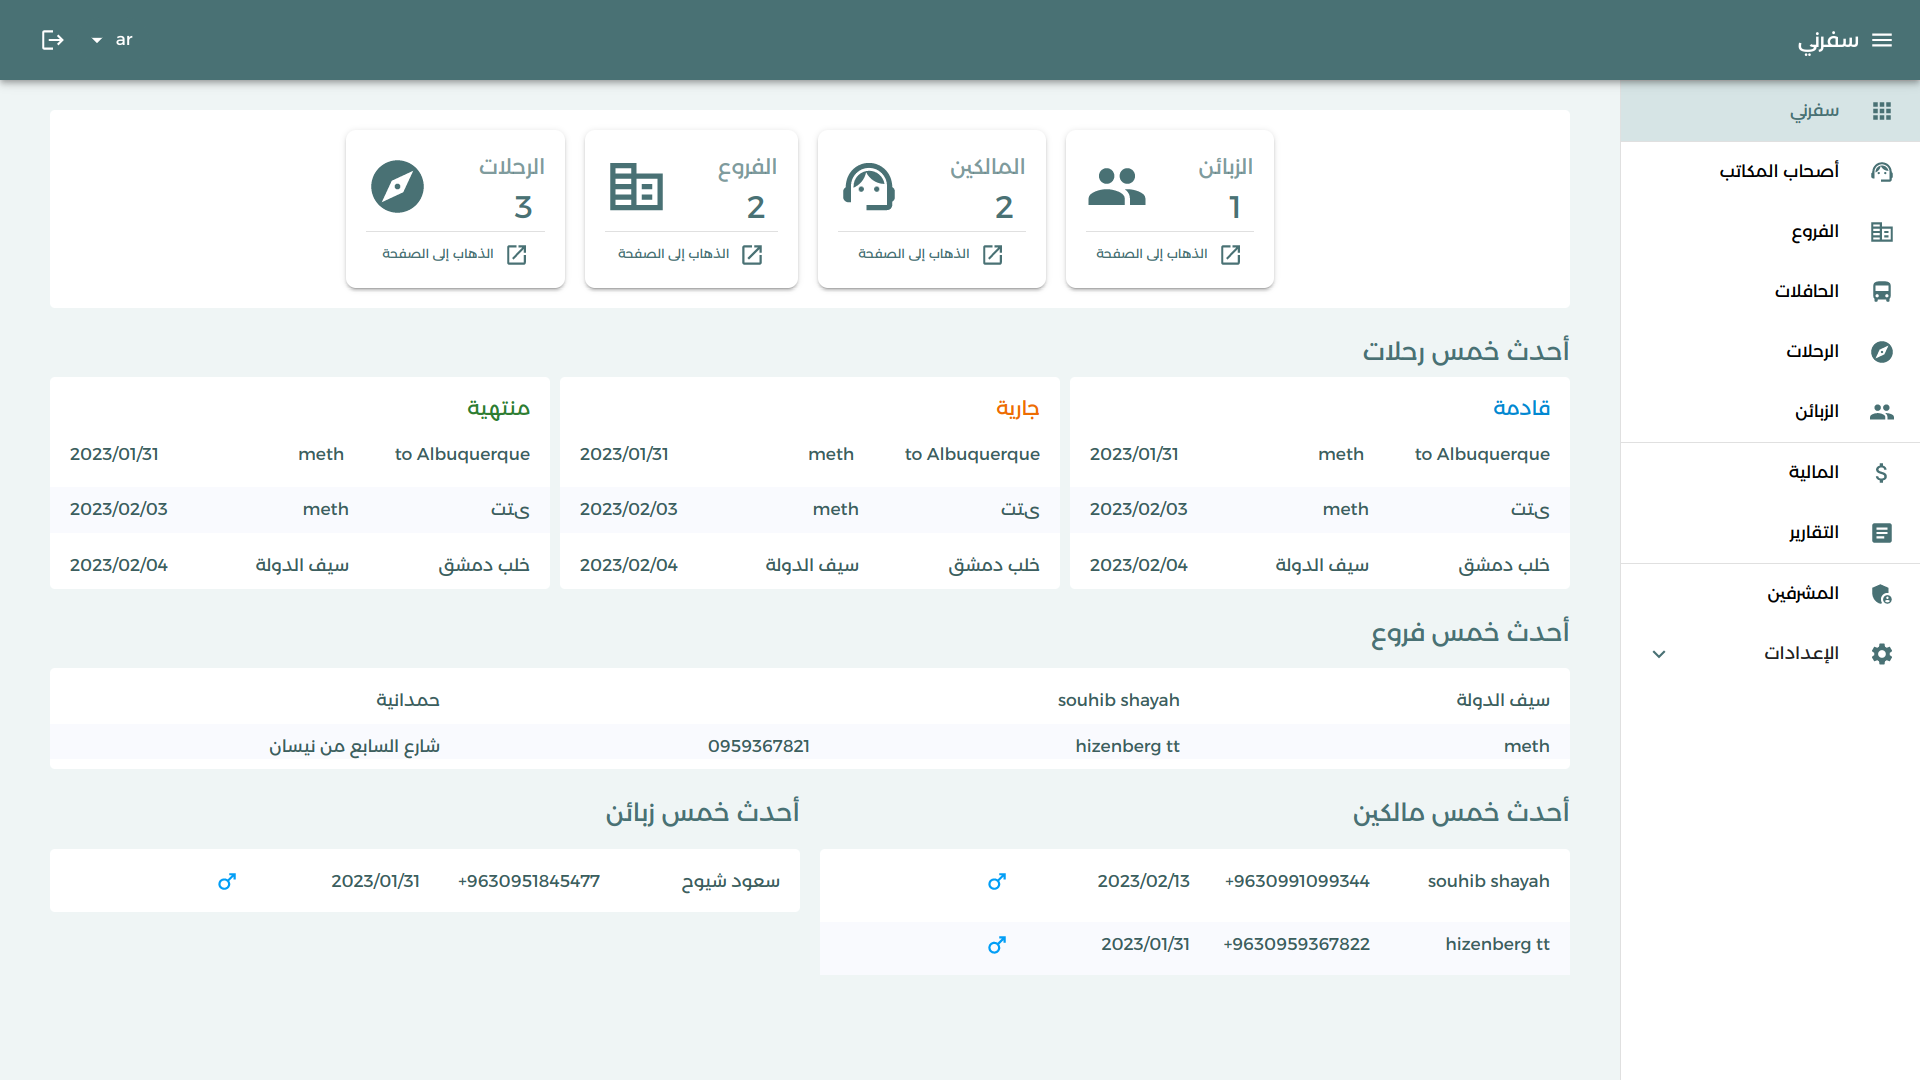 سفرني
ar
سفرني
أصحاب المكاتب
الفروع
الحافلات
الرحلات
الزبائن
المالية
التقارير
المشرفين
الإعدادات
الزبائن
1
الذهاب إلى الصفحة
المالكين
2
الذهاب إلى الصفحة
الفروع
2
الذهاب إلى الصفحة
الرحلات
3
الذهاب إلى الصفحة
أحدث خمس رحلات
قادمة
to Albuquerque meth 2023/01/31
ىتت meth 2023/02/03
خلب دمشق سيف الدولة 2023/02/04
جارية
to Albuquerque meth 2023/01/31
ىتت meth 2023/02/03
خلب دمشق سيف الدولة 2023/02/04
منتهية
to Albuquerque meth 2023/01/31
ىتت meth 2023/02/03
خلب دمشق سيف الدولة 2023/02/04
أحدث خمس فروع
سيف الدولة souhib shayah حمدانية
meth hizenberg tt 0959367821 شارع السابع من نيسان
أحدث خمس مالكين
souhib shayah +9630991099344 2023/02/13
hizenberg tt +9630959367822 2023/01/31
أحدث خمس زبائن
سعود شيوح +9630951845477 2023/01/31